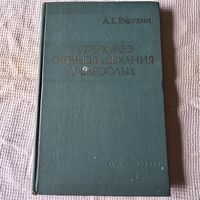 А.Е. РАБУХИН
ТУБЕРКУЛЕЗ
ОРГАНОВ ДЫХАНИЯ
У ВЗРОСЛЫХ